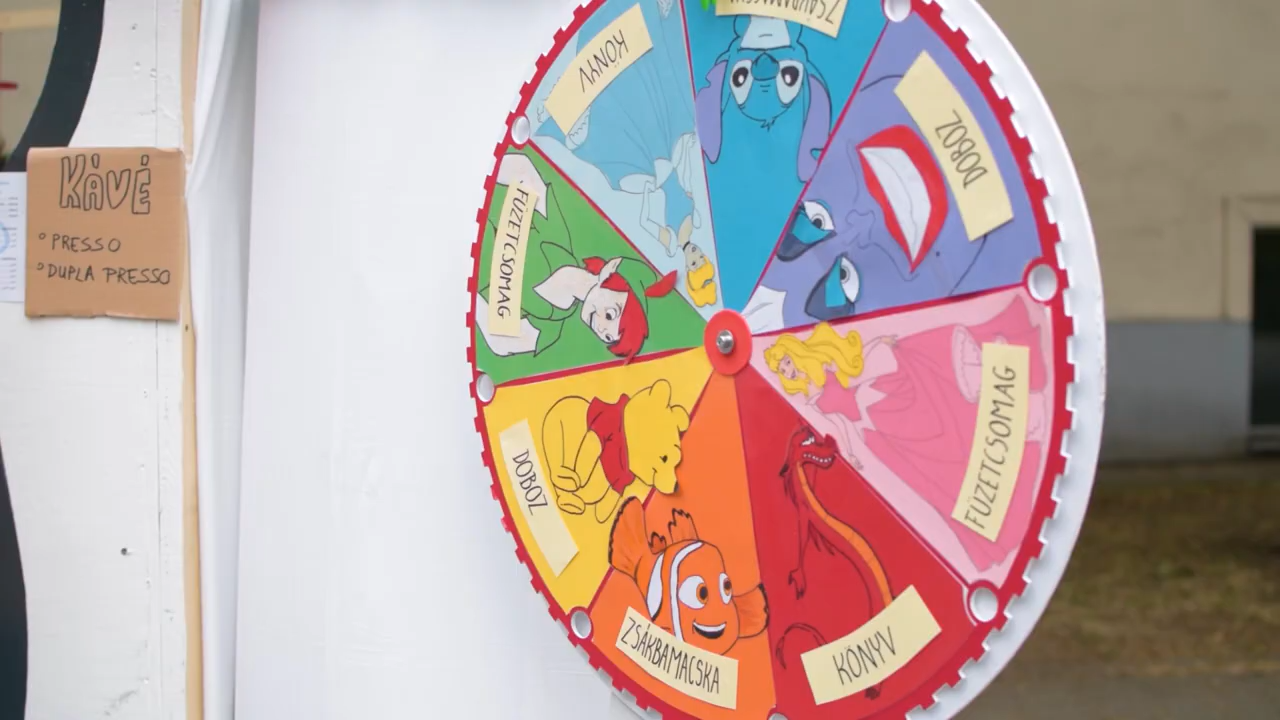 KÁVÉ
° PRESSO
° DUPLA PRESSO
KÖNYV
ZSÁKBAMACSKA
DOBOZ
FÜZETCSOMAG
FÜZETCSOMAG
DOBOZ
ZSÁKBAMACSKA
KÖNYV